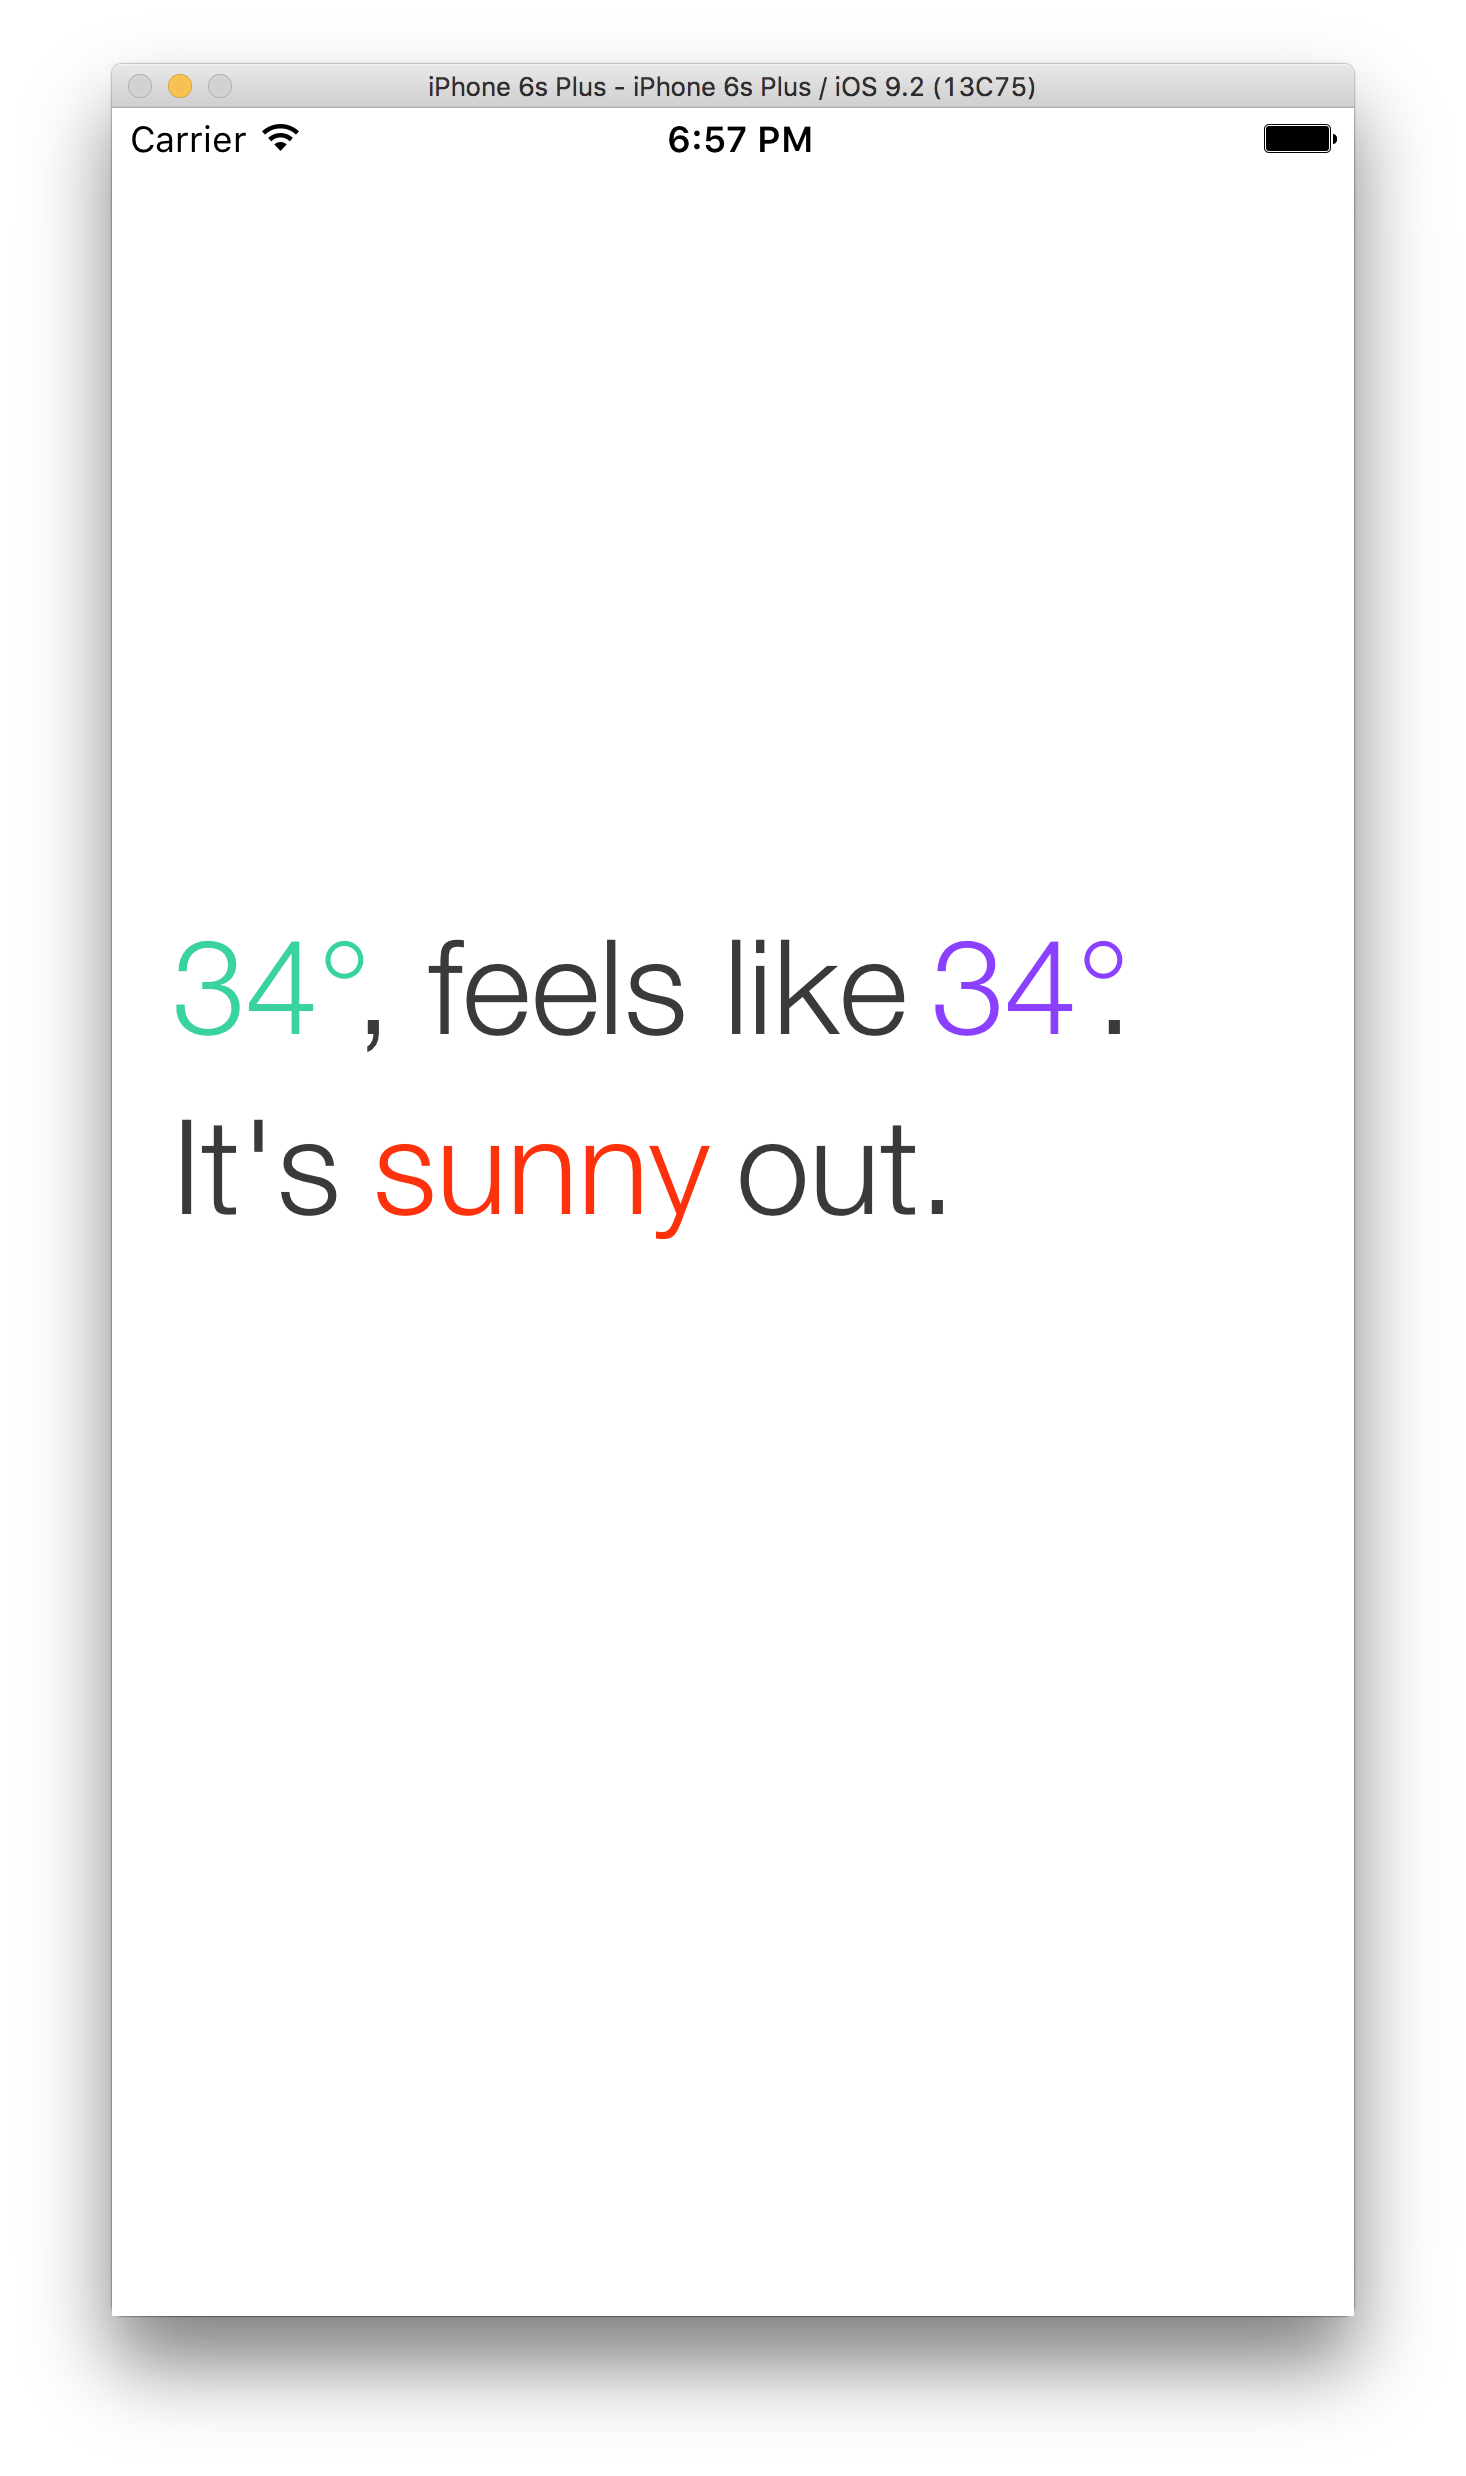 iPhone 6s Plus - iPhone 6s Plus / iOS 9.2 (13C75)
Carrier 6:57 PM
34°, feels like 34°.
It's sunny out.